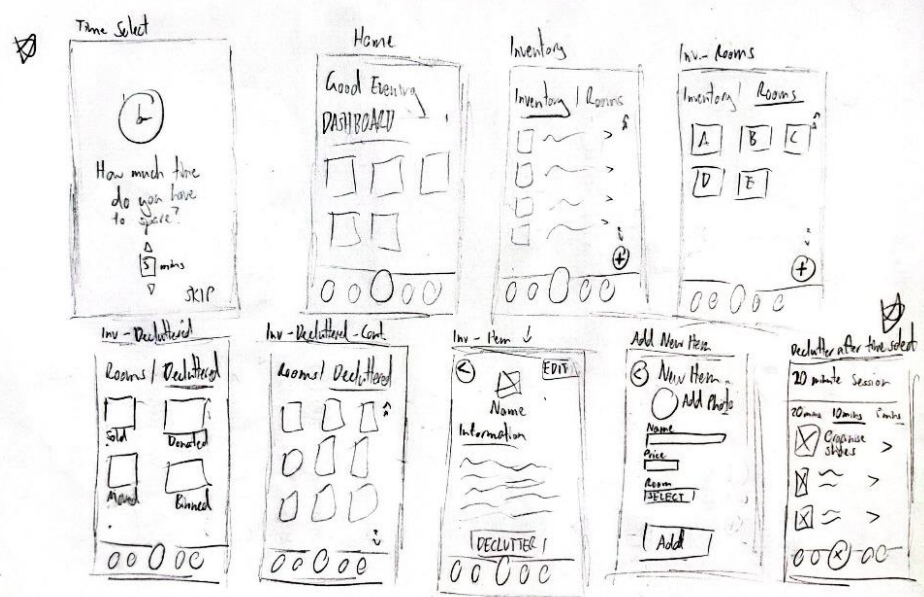 Time Select
How much time
do you have
to spare?
5 mins
SKIP
Home
Good Evening
DASHBOARD
Inventory
Inventory / Rooms
Inv - Rooms
Inventory / Rooms
A B C
D E
Inv - Decluttered
Rooms / Decluttered
Sold Donated
Moved Binned
Inv - Decluttered - Cont.
Rooms / Decluttered
Inv - Item
EDIT
Name
Information
DECLUTTER
Add New Item
New Item
Add Photo
Name
Price
Room
SELECT
Add
Declutter after time select
20 minute Session
20 mins 10 mins
Organise